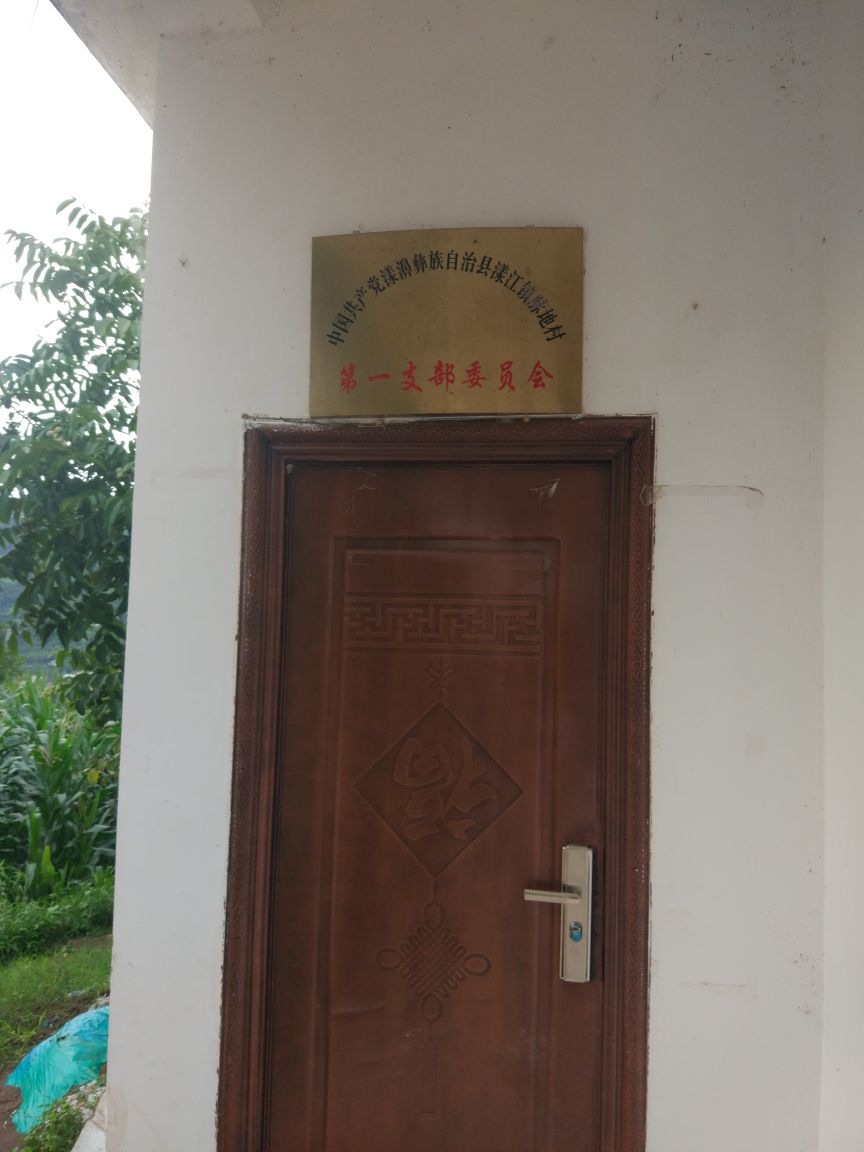 中国共产党漾濞彝族自治县漾江镇脉地村
第一支部委员会
福